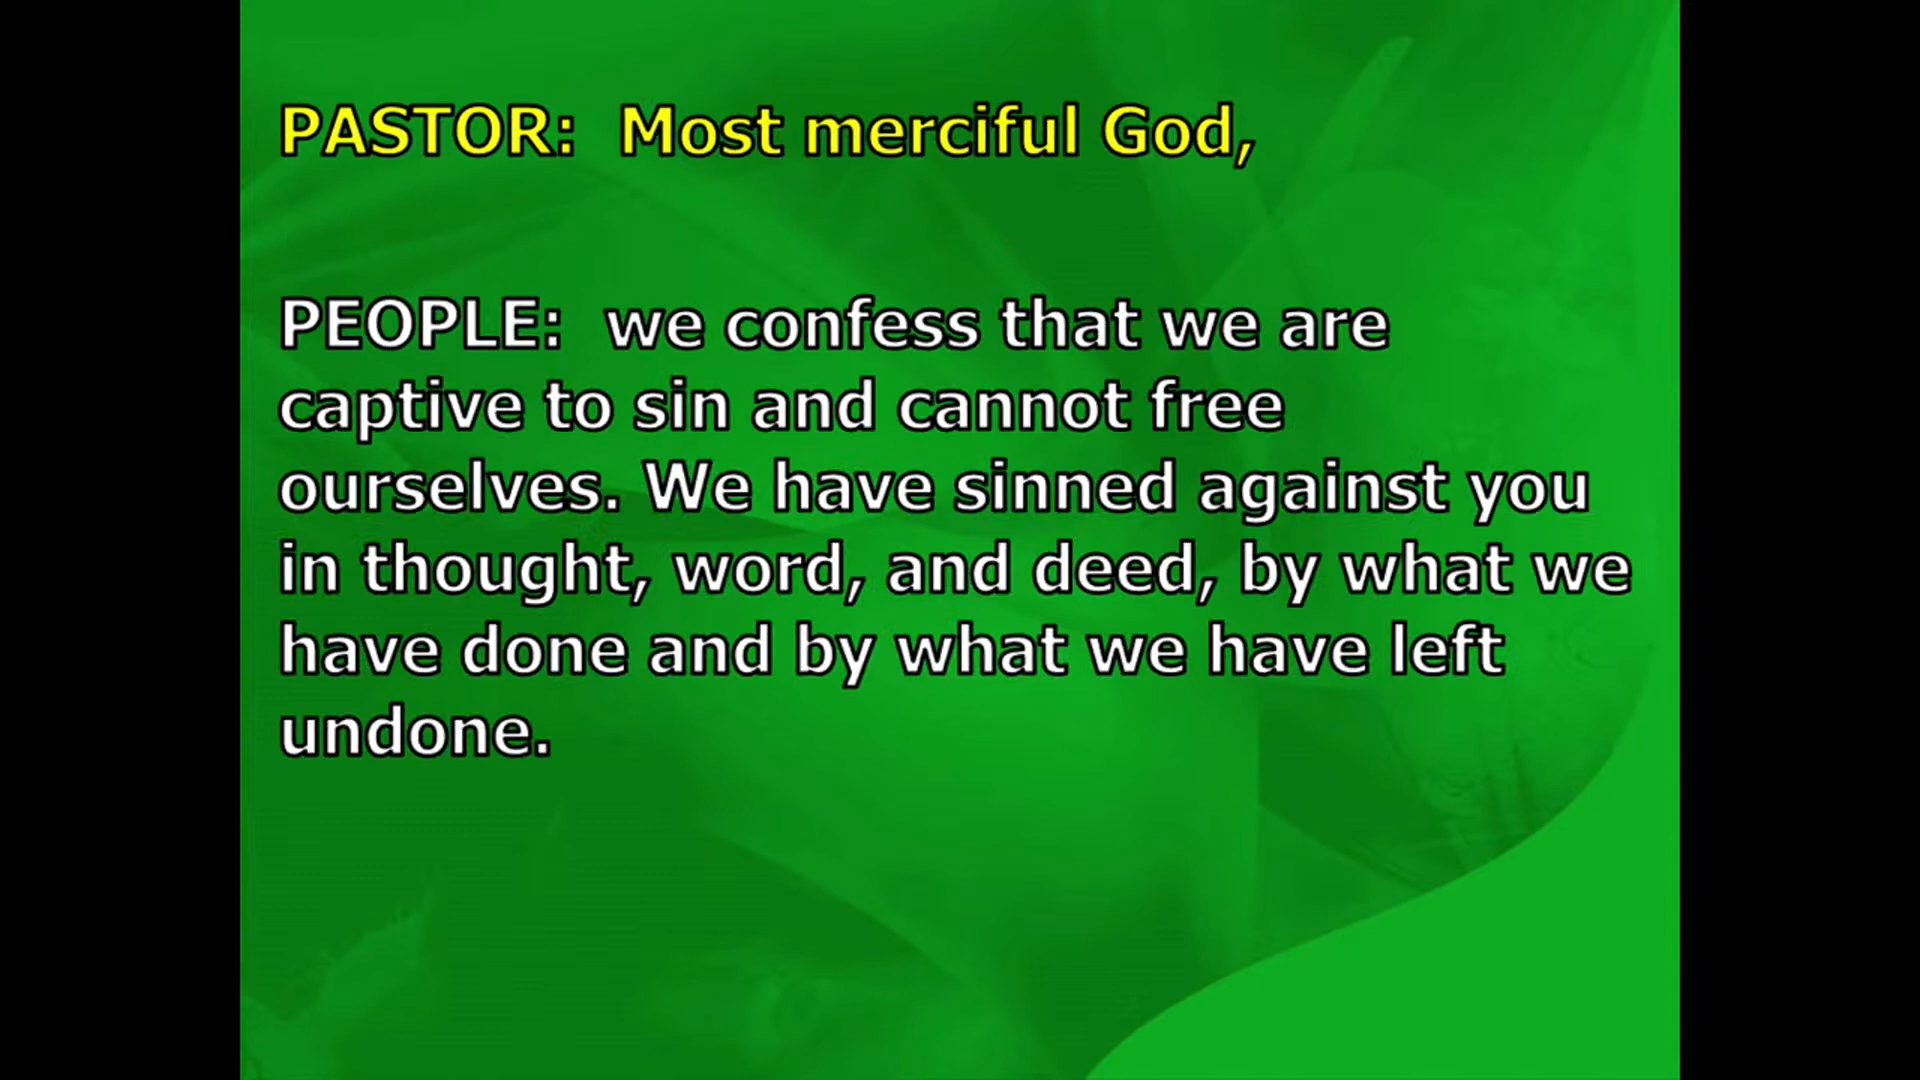 PASTOR:  Most merciful God,
PEOPLE:  we confess that we are
captive to sin and cannot free
ourselves. We have sinned against you
in thought, word, and deed, by what we
have done and by what we have left
undone.